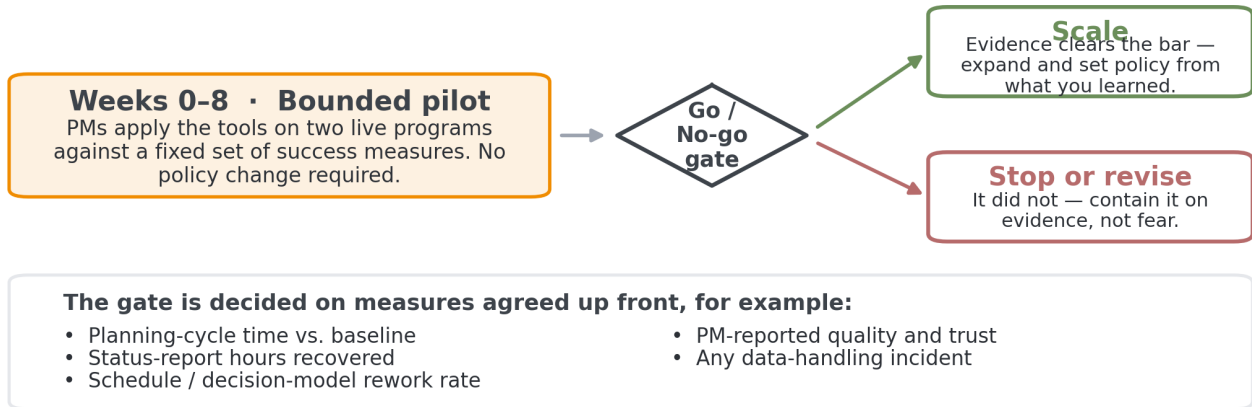 Weeks 0–8 · Bounded pilot
PMs apply the tools on two live programs
against a fixed set of success measures. No
policy change required.
Go /
No-go
gate
Scale
Evidence clears the bar —
expand and set policy from
what you learned.
Stop or revise
It did not — contain it on
evidence, not fear.
The gate is decided on measures agreed up front, for example:
• Planning-cycle time vs. baseline
• Status-report hours recovered
• Schedule / decision-model rework rate
• PM-reported quality and trust
• Any data-handling incident